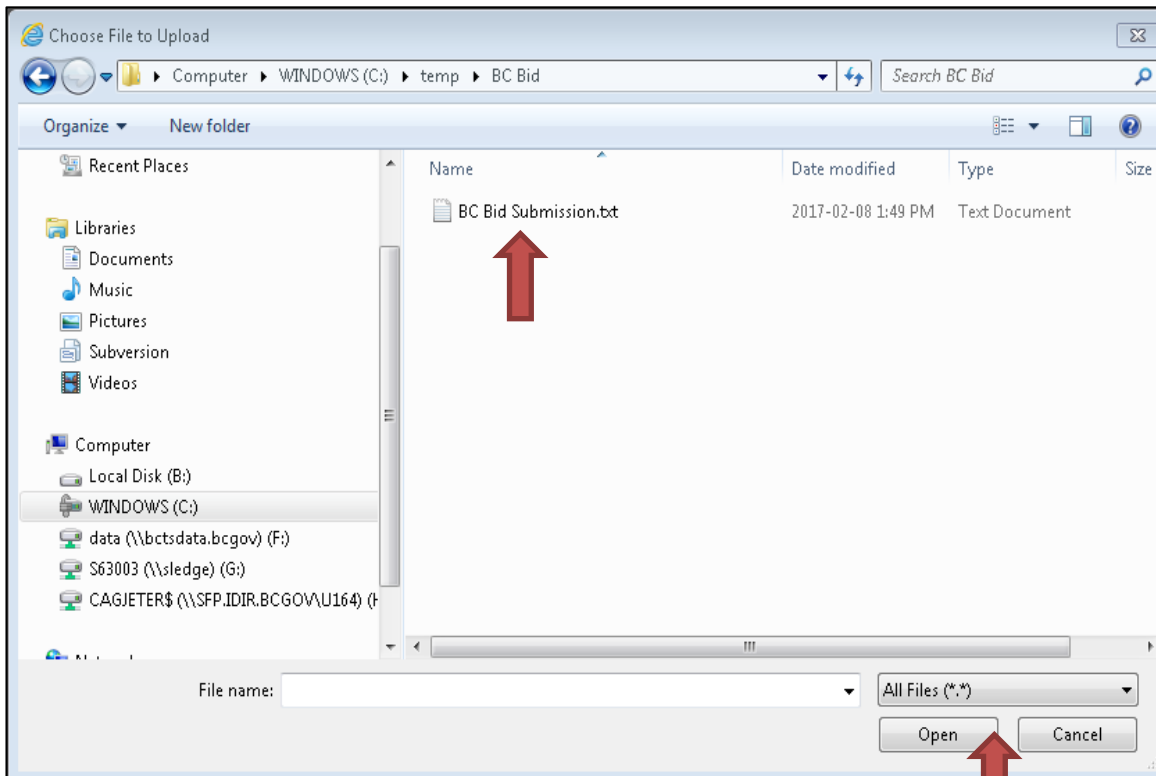 Choose File to Upload
Computer WINDOWS (C:) temp BC Bid
Search BC Bid
Organize New folder
Recent Places
Libraries
Documents
Music
Pictures
Subversion
Videos
Computer
Local Disk (B:)
WINDOWS (C:)
data (\\bctsdata.bcgov) (F:)
S63003 (\\sledge) (G:)
CAGJETER$ (\\SFP.IDIR.BCGOV\U164) (H
Name Date modified Type Size
BC Bid Submission.txt 2017-02-08 1:49 PM Text Document
File name:
All Files (*.*)
Open Cancel